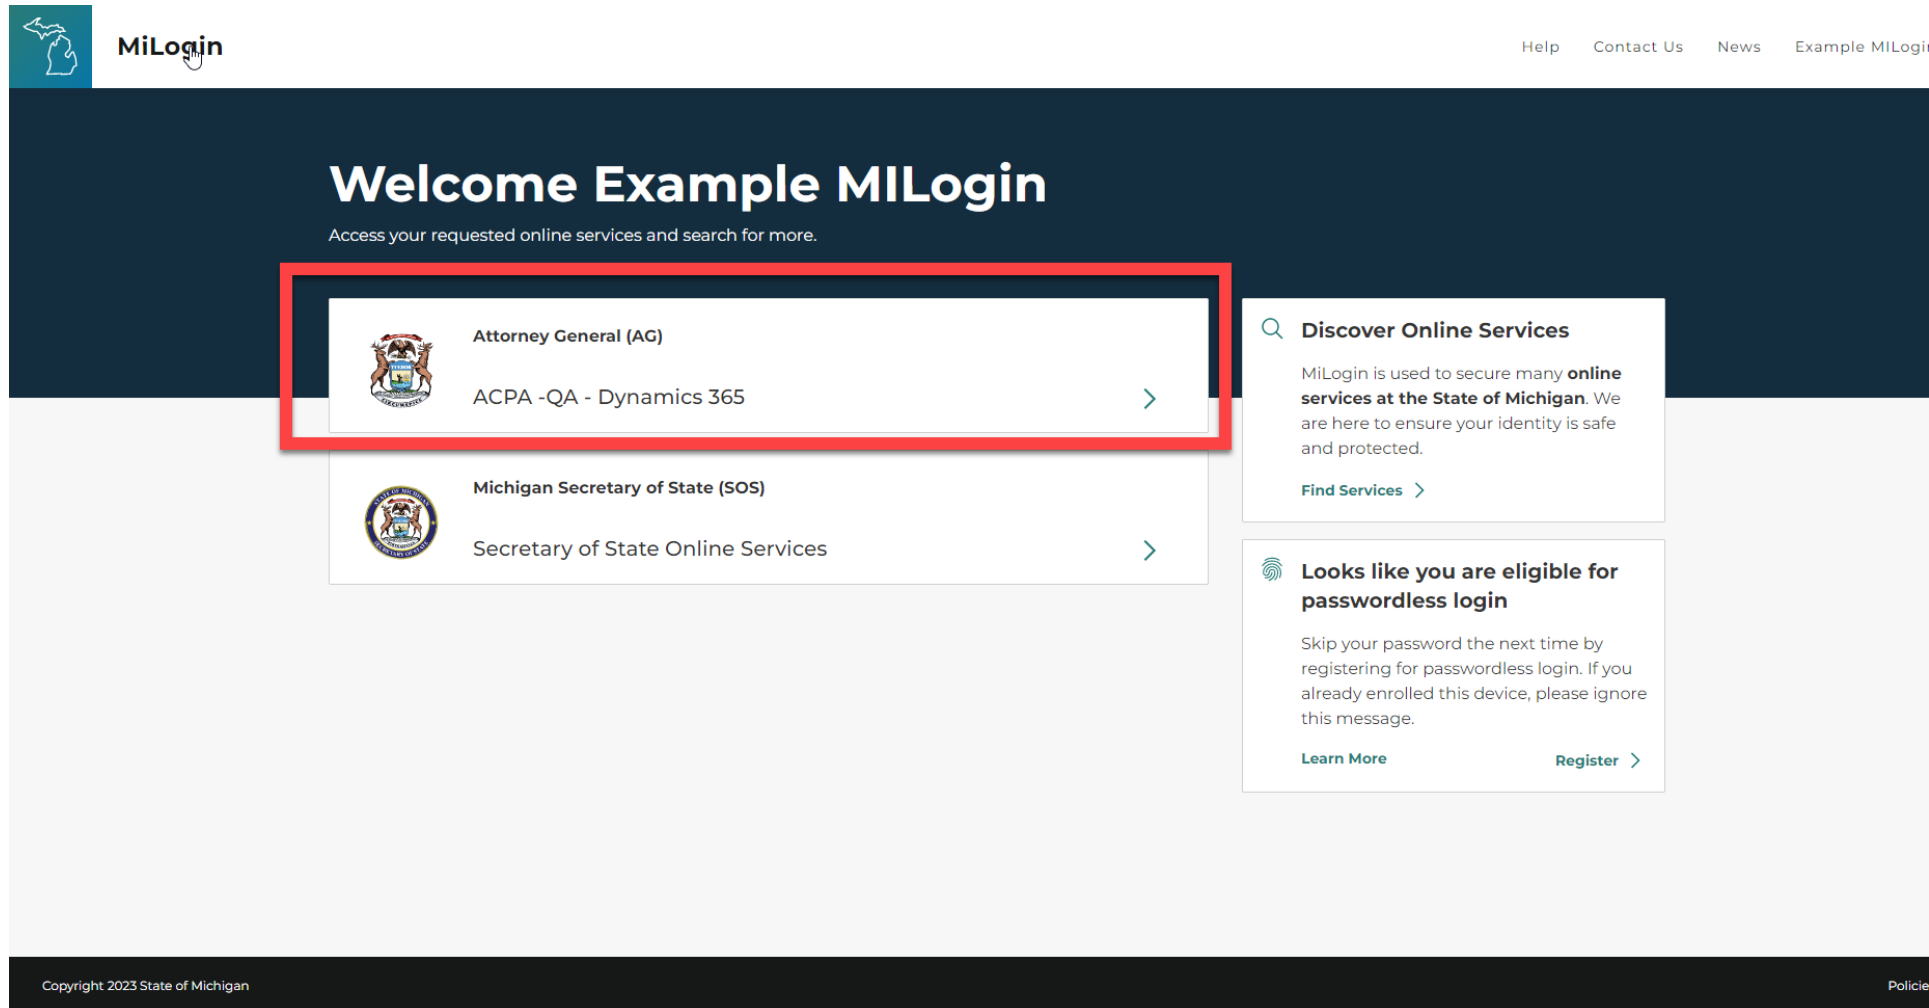 MiLogin
Help Contact Us News Example MILogin
Welcome Example MILogin
Access your requested online services and search for more.
Attorney General (AG)
ACPA -QA - Dynamics 365
Michigan Secretary of State (SOS)
Secretary of State Online Services
Discover Online Services
MiLogin is used to secure many online
services at the State of Michigan. We
are here to ensure your identity is safe
and protected.
Find Services
Looks like you are eligible for
passwordless login
Skip your password the next time by
registering for passwordless login. If you
already enrolled this device, please ignore
this message.
Learn More
Register
Copyright 2023 State of Michigan
Policie